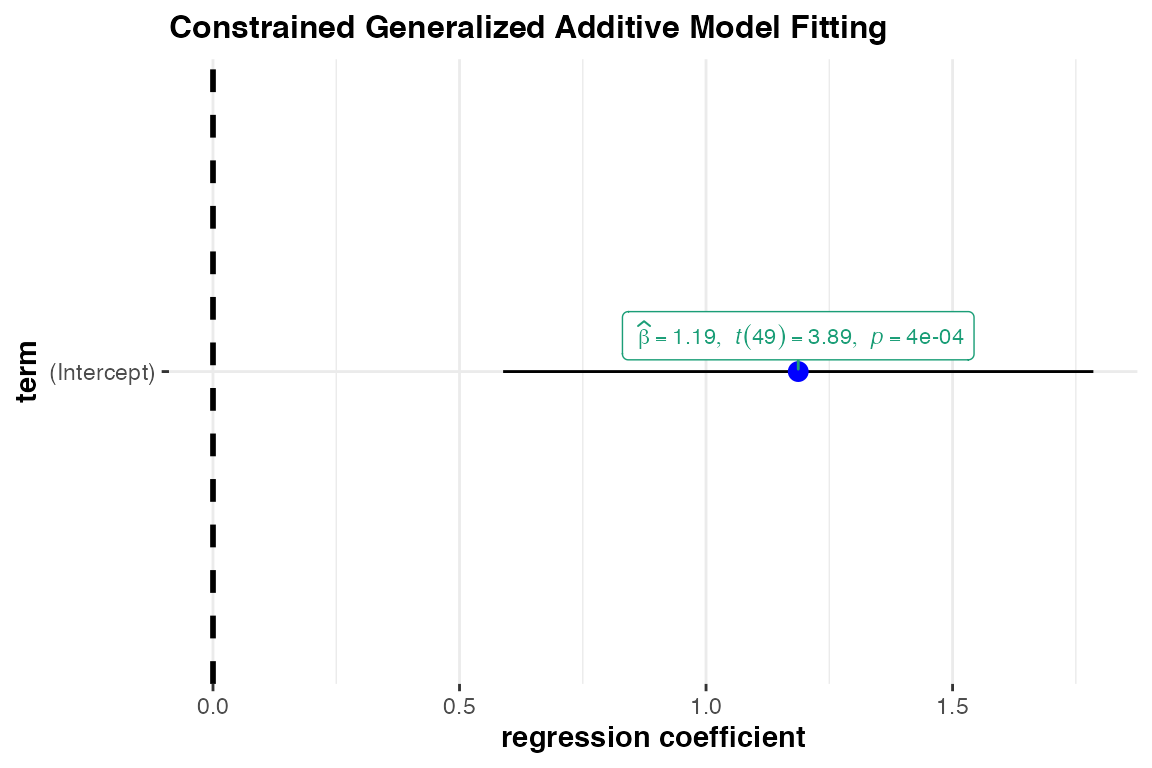 Constrained Generalized Additive Model Fitting
term
(Intercept)
β̂ = 1.19, t(49) = 3.89, p = 4e-04
0.0 0.5 1.0 1.5
regression coefficient